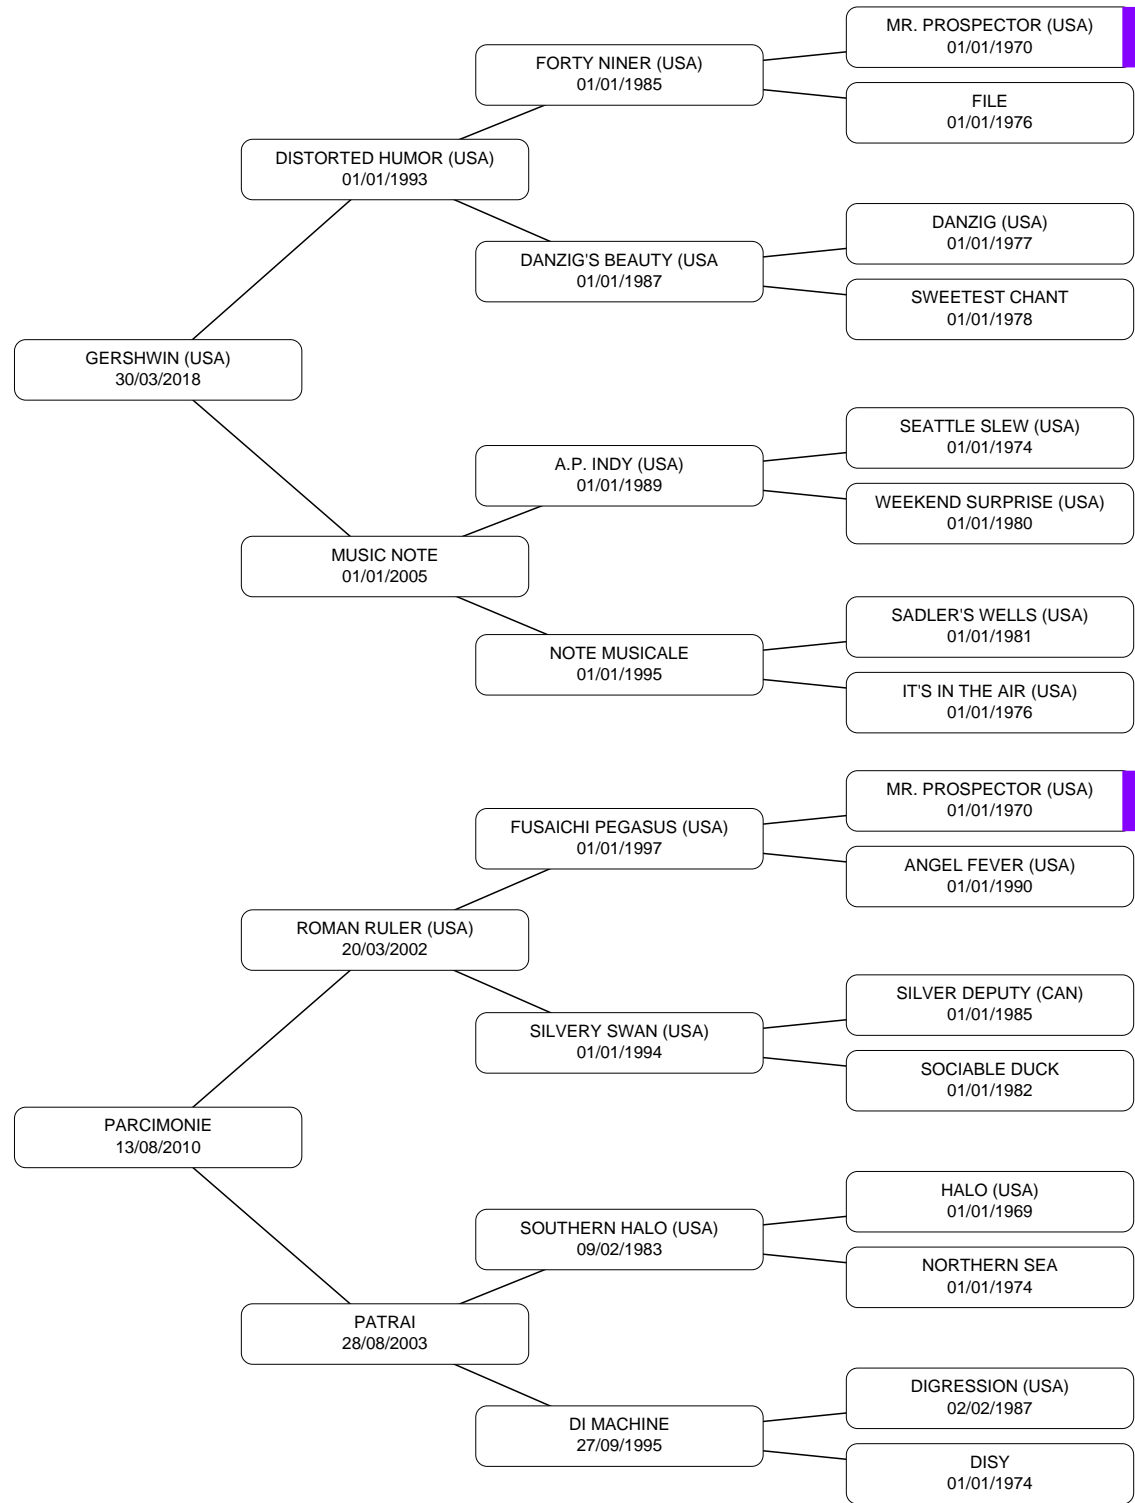 MR. PROSPECTOR (USA)
01/01/1970
FORTY NINER (USA)
01/01/1985
FILE
01/01/1976
DISTORTED HUMOR (USA)
01/01/1993
DANZIG (USA)
01/01/1977
DANZIG'S BEAUTY (USA
01/01/1987
SWEETEST CHANT
01/01/1978
GERSHWIN (USA)
30/03/2018
SEATTLE SLEW (USA)
01/01/1974
A.P. INDY (USA)
01/01/1989
WEEKEND SURPRISE (USA)
01/01/1980
MUSIC NOTE
01/01/2005
SADLER'S WELLS (USA)
01/01/1981
NOTE MUSICALE
01/01/1995
IT'S IN THE AIR (USA)
01/01/1976
MR. PROSPECTOR (USA)
01/01/1970
FUSAICHI PEGASUS (USA)
01/01/1997
ANGEL FEVER (USA)
01/01/1990
ROMAN RULER (USA)
20/03/2002
SILVER DEPUTY (CAN)
01/01/1985
SILVERY SWAN (USA)
01/01/1994
SOCIABLE DUCK
01/01/1982
PARCIMONIE
13/08/2010
HALO (USA)
01/01/1969
SOUTHERN HALO (USA)
09/02/1983
NORTHERN SEA
01/01/1974
PATRAI
28/08/2003
DIGRESSION (USA)
02/02/1987
DI MACHINE
27/09/1995
DISY
01/01/1974